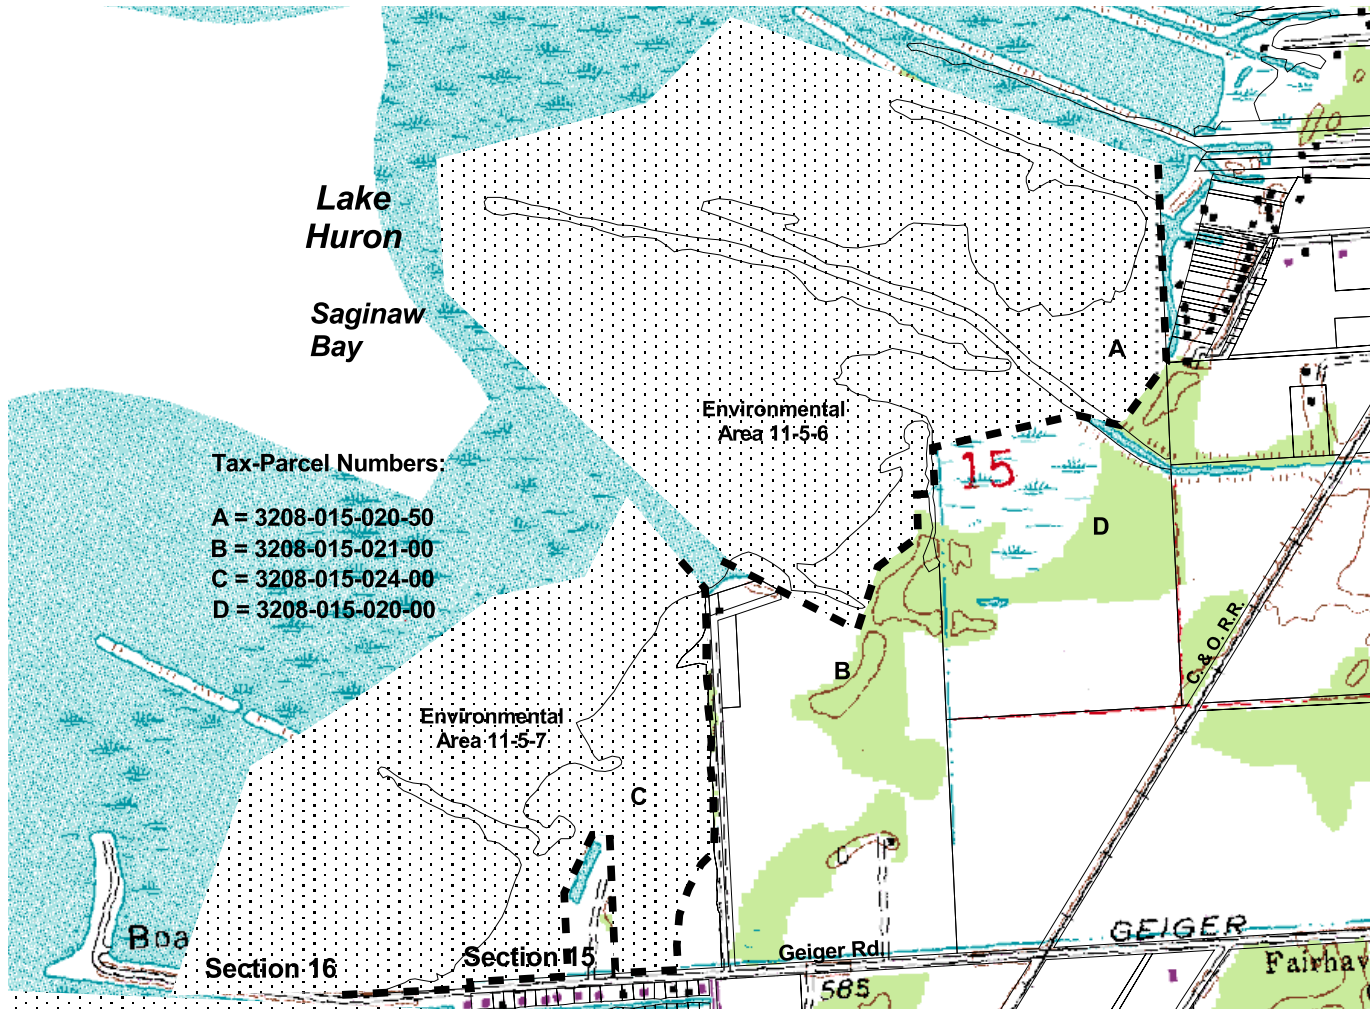 Lake
Huron
Saginaw
Bay
A
Environmental
Area 11-5-6
Tax-Parcel Numbers:
A = 3208-015-020-50
B = 3208-015-021-00
C = 3208-015-024-00
D = 3208-015-020-00
15
D
C. & O. R.R.
B
Environmental
Area 11-5-7
C
Boa
Section 16
Section 15
Geiger Rd
GEIGER
Fairhav
585